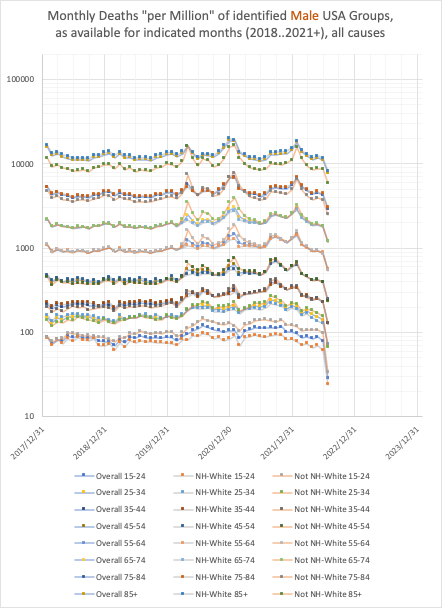 Monthly Deaths "per Million" of identified Male USA Groups,
as available for indicated months (2018..2021+), all causes
100000
10000
1000
100
10
2017/12/31
2018/12/31
2019/12/31
2020/12/31
2021/12/31
2022/12/31
2023/12/31
Overall 15-24 NH-White 15-24 Not NH-White 15-24
Overall 25-34 NH-White 25-34 Not NH-White 25-34
Overall 35-44 NH-White 35-44 Not NH-White 35-44
Overall 45-54 NH-White 45-54 Not NH-White 45-54
Overall 55-64 NH-White 55-64 Not NH-White 55-64
Overall 65-74 NH-White 65-74 Not NH-White 65-74
Overall 75-84 NH-White 75-84 Not NH-White 75-84
Overall 85+ NH-White 85+ Not NH-White 85+